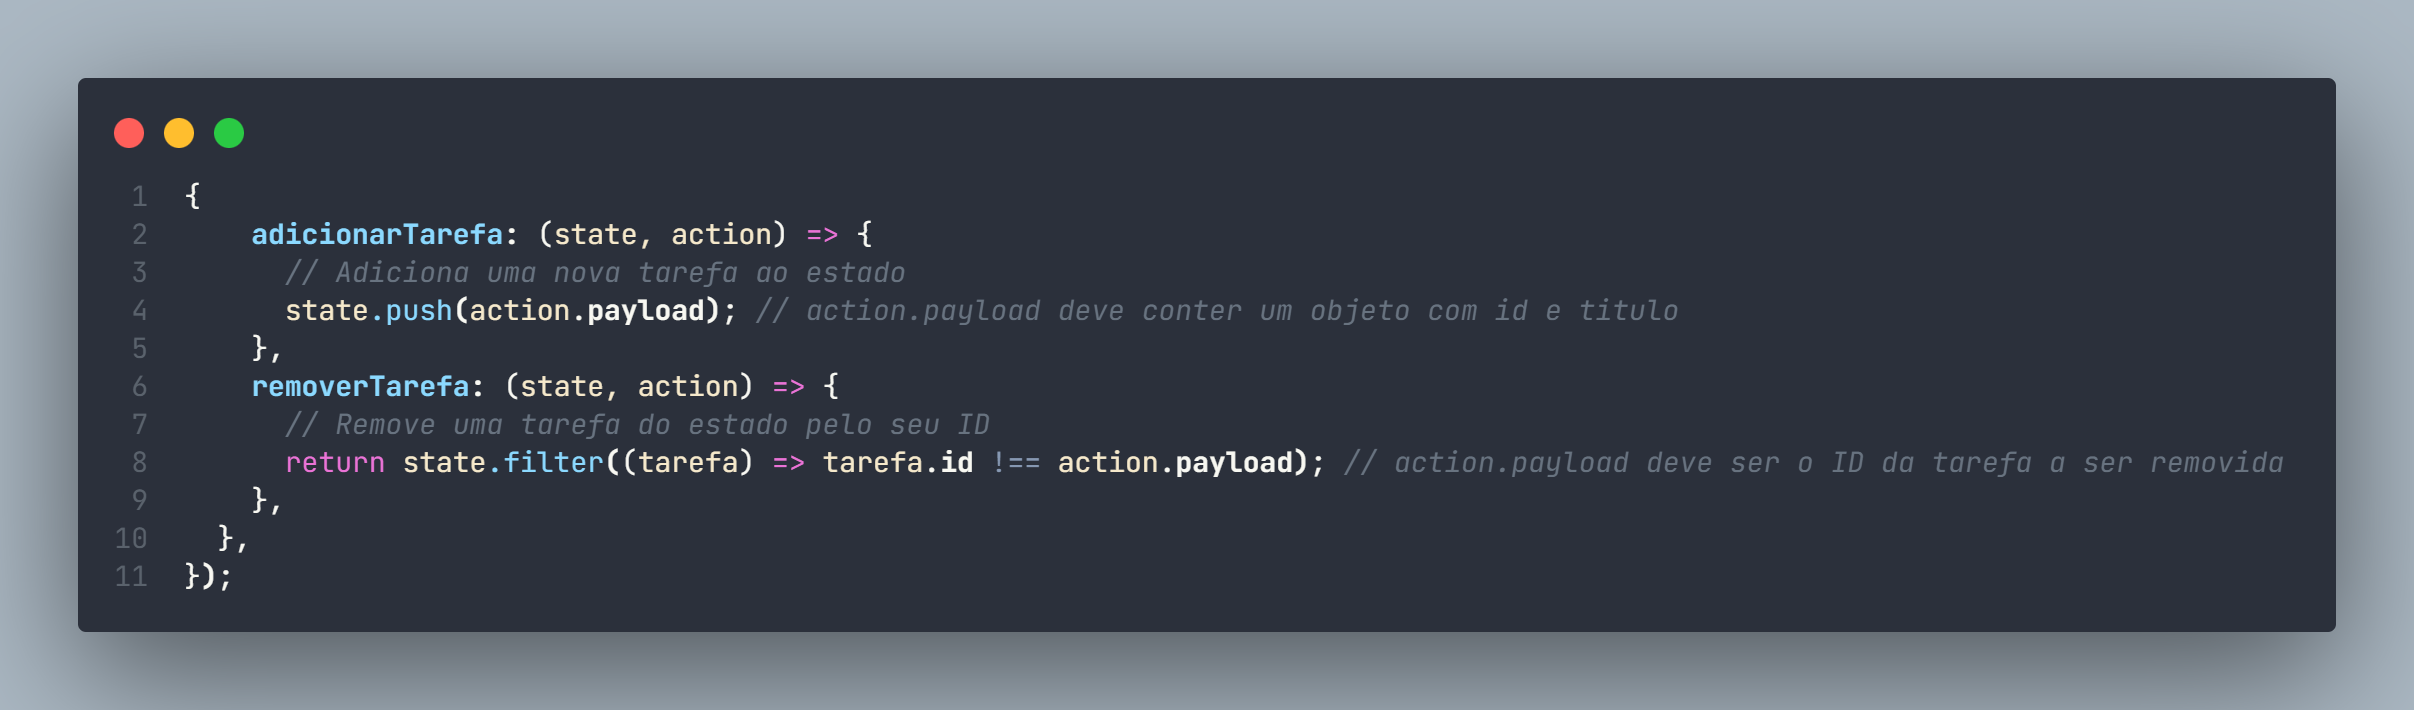 1 {
2     adicionarTarefa: (state, action) => {
3       // Adiciona uma nova tarefa ao estado
4       state.push(action.payload); // action.payload deve conter um objeto com id e titulo
5     },
6     removerTarefa: (state, action) => {
7       // Remove uma tarefa do estado pelo seu ID
8       return state.filter((tarefa) => tarefa.id !== action.payload); // action.payload deve ser o ID da tarefa a ser removida
9     },
10   },
11 });